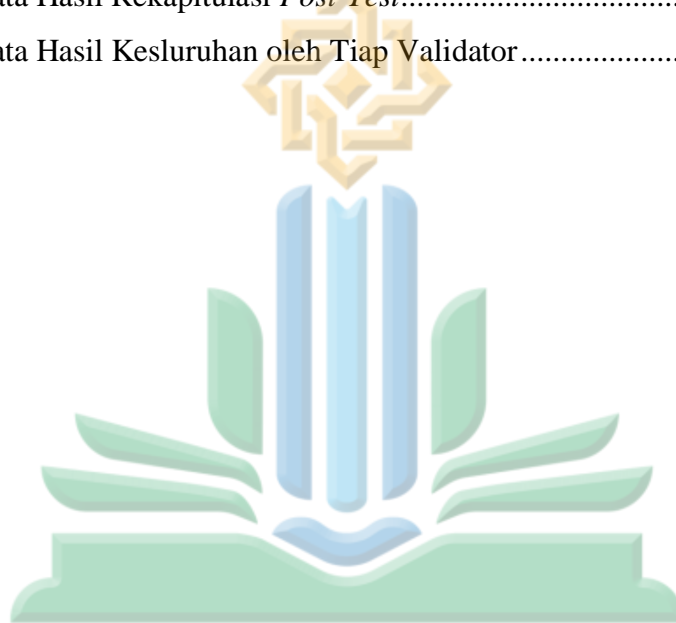 ata Hasil Rekapitulasi Post Test........................................
ata Hasil Kesluruhan oleh Tiap Validator....................